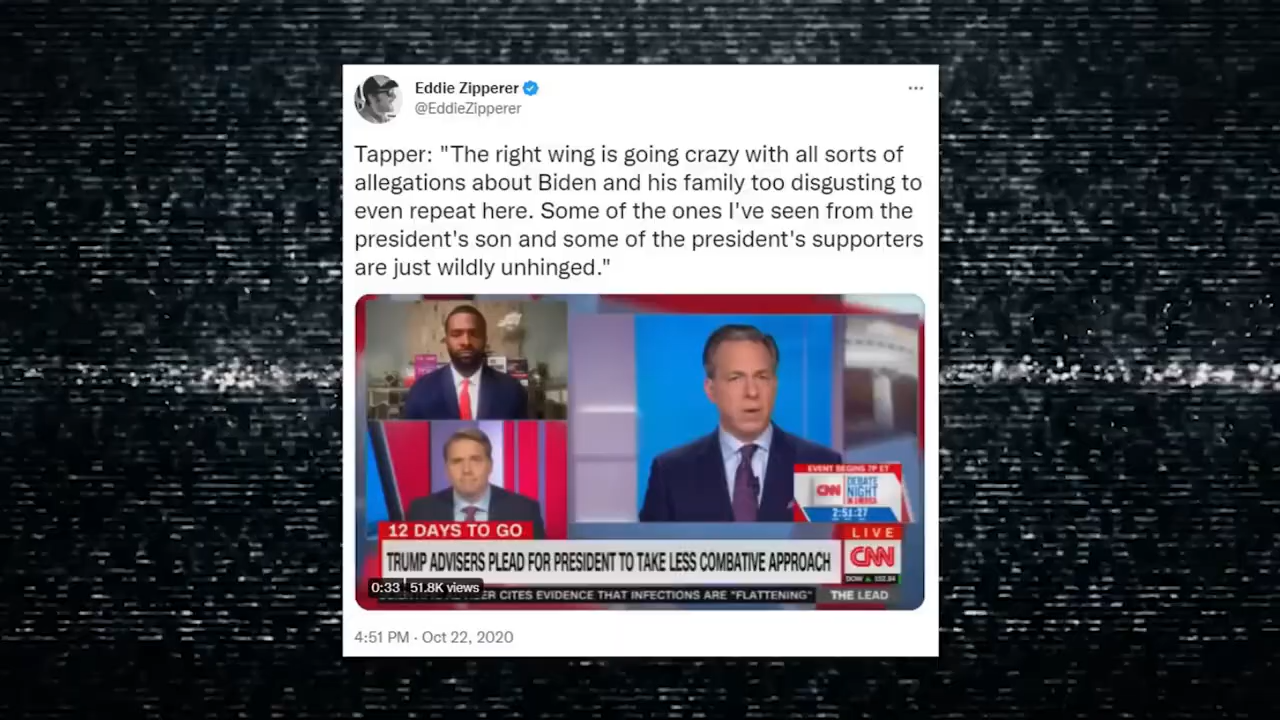 Eddie Zipperer
@EddieZipperer
Tapper: "The right wing is going crazy with all sorts of
allegations about Biden and his family too disgusting to
even repeat here. Some of the ones I've seen from the
president's son and some of the president's supporters
are just wildly unhinged."
EVENT BEGINS 7P ET
CNN
DEBATE
NIGHT
IN AMERICA
2:51:27
12 DAYS TO GO
LIVE
TRUMP ADVISERS PLEAD FOR PRESIDENT TO TAKE LESS COMBATIVE APPROACH
CNN
DOW
0:33
51.8K views
CITES EVIDENCE THAT INFECTIONS ARE "FLATTENING"
THE LEAD
4:51 PM · Oct 22, 2020